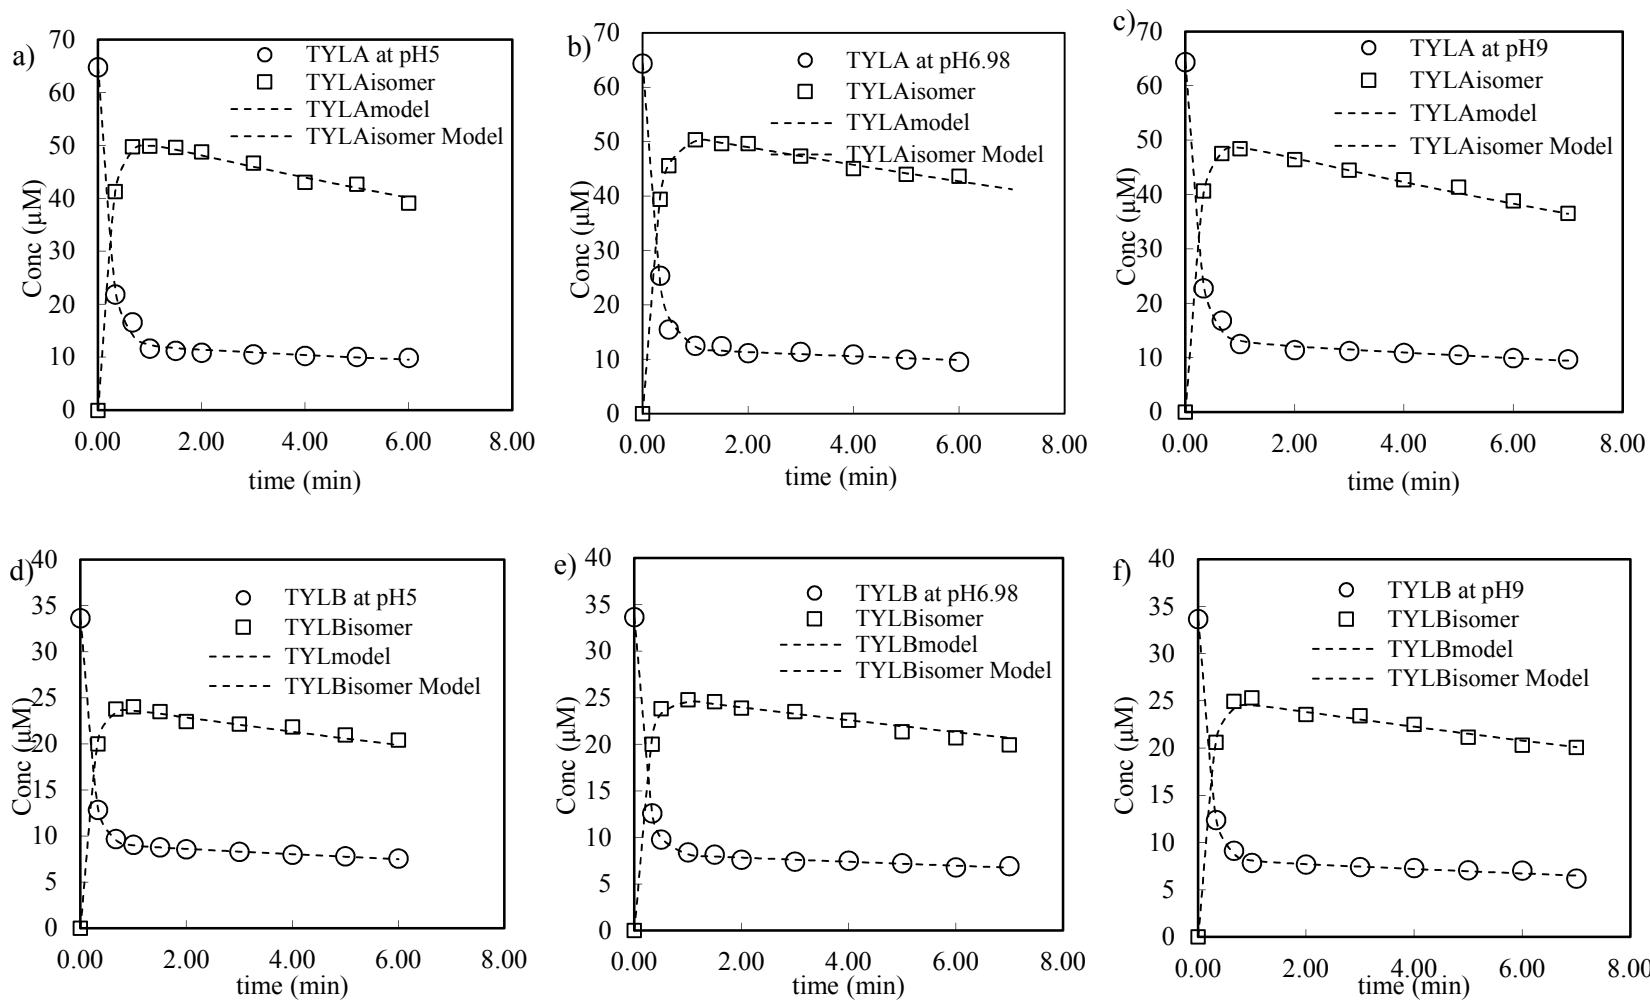 a)
TYLA at pH5
TYLAisomer
TYLAmodel
TYLAisomer Model
70
60
50
40
30
20
10
0
Conc (µM)
0.00 2.00 4.00 6.00 8.00
time (min)
b)
TYLA at pH6.98
TYLAisomer
TYLAmodel
TYLAisomer Model
70
60
50
40
30
20
10
0
Conc (µM)
0.00 2.00 4.00 6.00 8.00
time (min)
c)
TYLA at pH9
TYLAisomer
TYLAmodel
TYLAisomer Model
70
60
50
40
30
20
10
0
Conc (µM)
0.00 2.00 4.00 6.00 8.00
time (min)
d)
TYLB at pH5
TYLBisomer
TYLmodel
TYLBisomer Model
40
35
30
25
20
15
10
5
0
Conc (µM)
0.00 2.00 4.00 6.00 8.00
time (min)
e)
TYLB at pH6.98
TYLBisomer
TYLBmodel
TYLBisomer Model
40
35
30
25
20
15
10
5
0
Conc (µM)
0.00 2.00 4.00 6.00 8.00
time (min)
f)
TYLB at pH9
TYLBisomer
TYLBmodel
TYLBisomer Model
40
35
30
25
20
15
10
5
0
Conc (µM)
0.00 2.00 4.00 6.00 8.00
time (min)